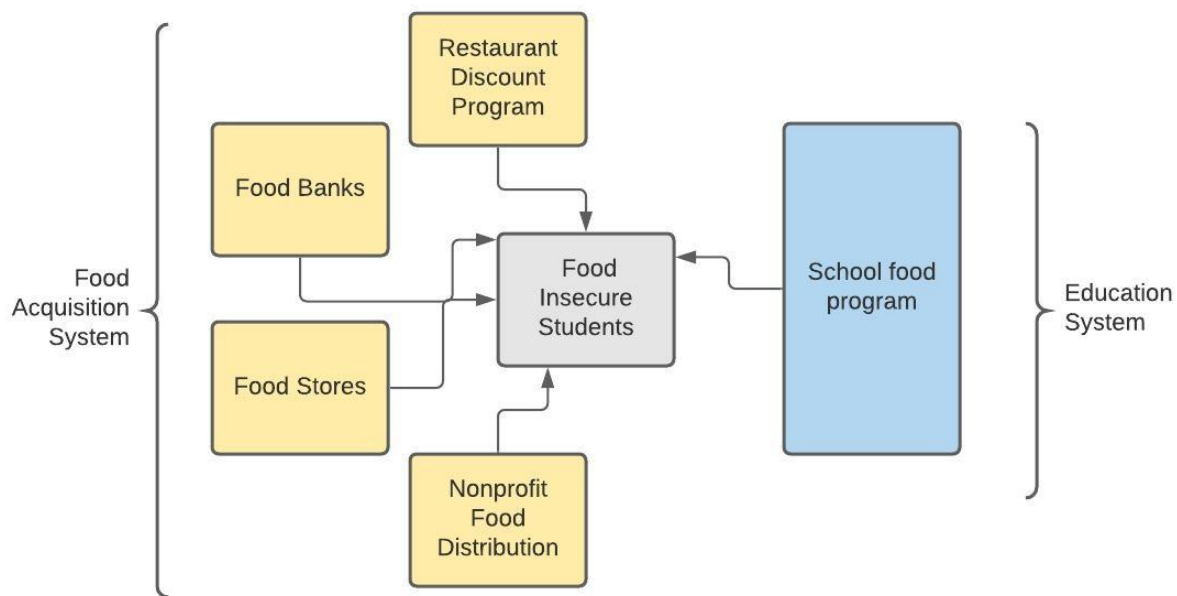 Restaurant
Discount
Program
Food Banks
Food
Acquisition
System
Food
Insecure
Students
School food
program
Education
System
Food Stores
Nonprofit
Food
Distribution